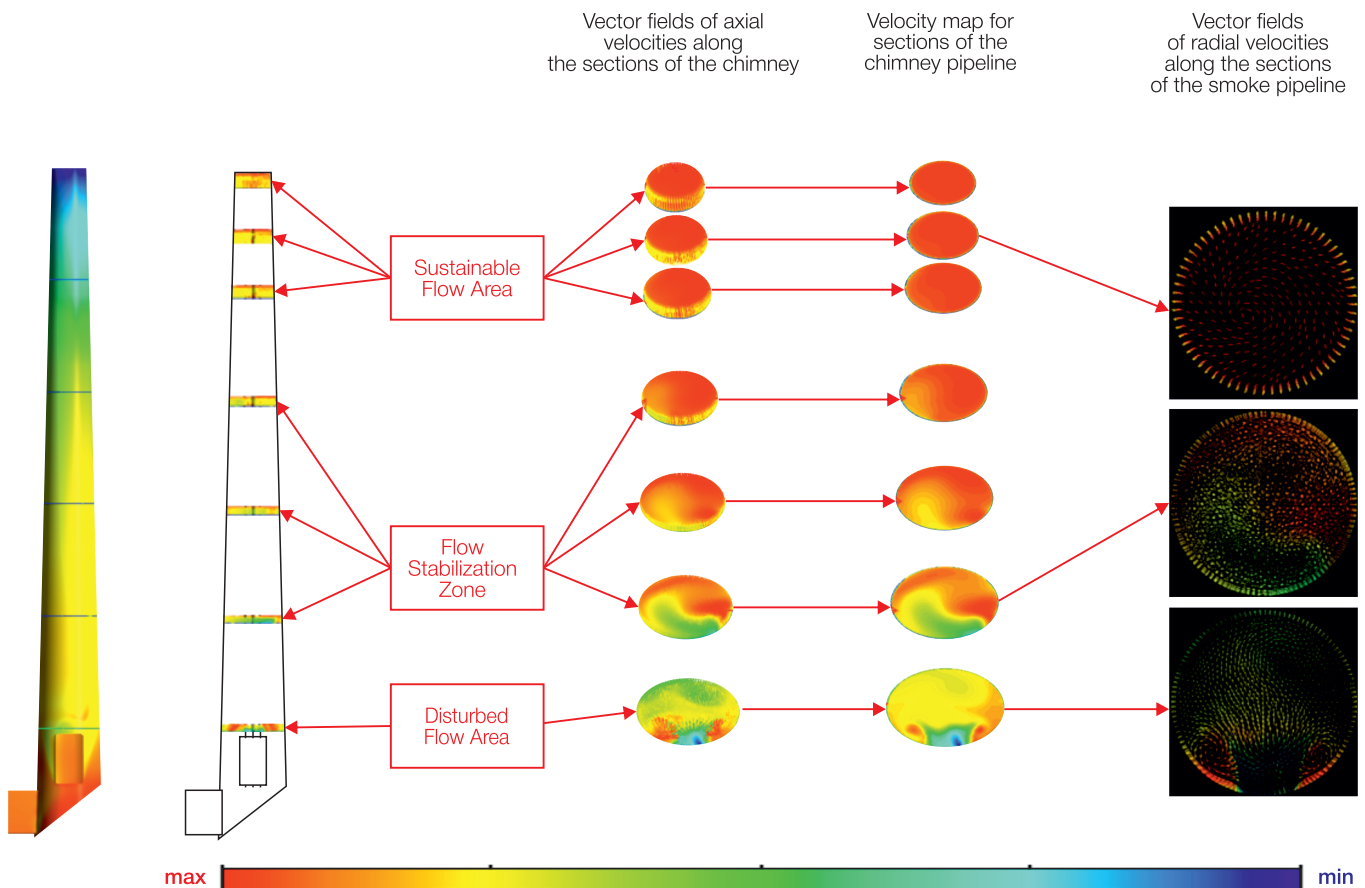 Vector fields of axial
velocities along
the sections of the chimney
Velocity map for
sections of the
chimney pipeline
Vector fields
of radial velocities
along the sections
of the smoke pipeline
Sustainable
Flow Area
Flow
Stabilization
Zone
Disturbed
Flow Area
max
min